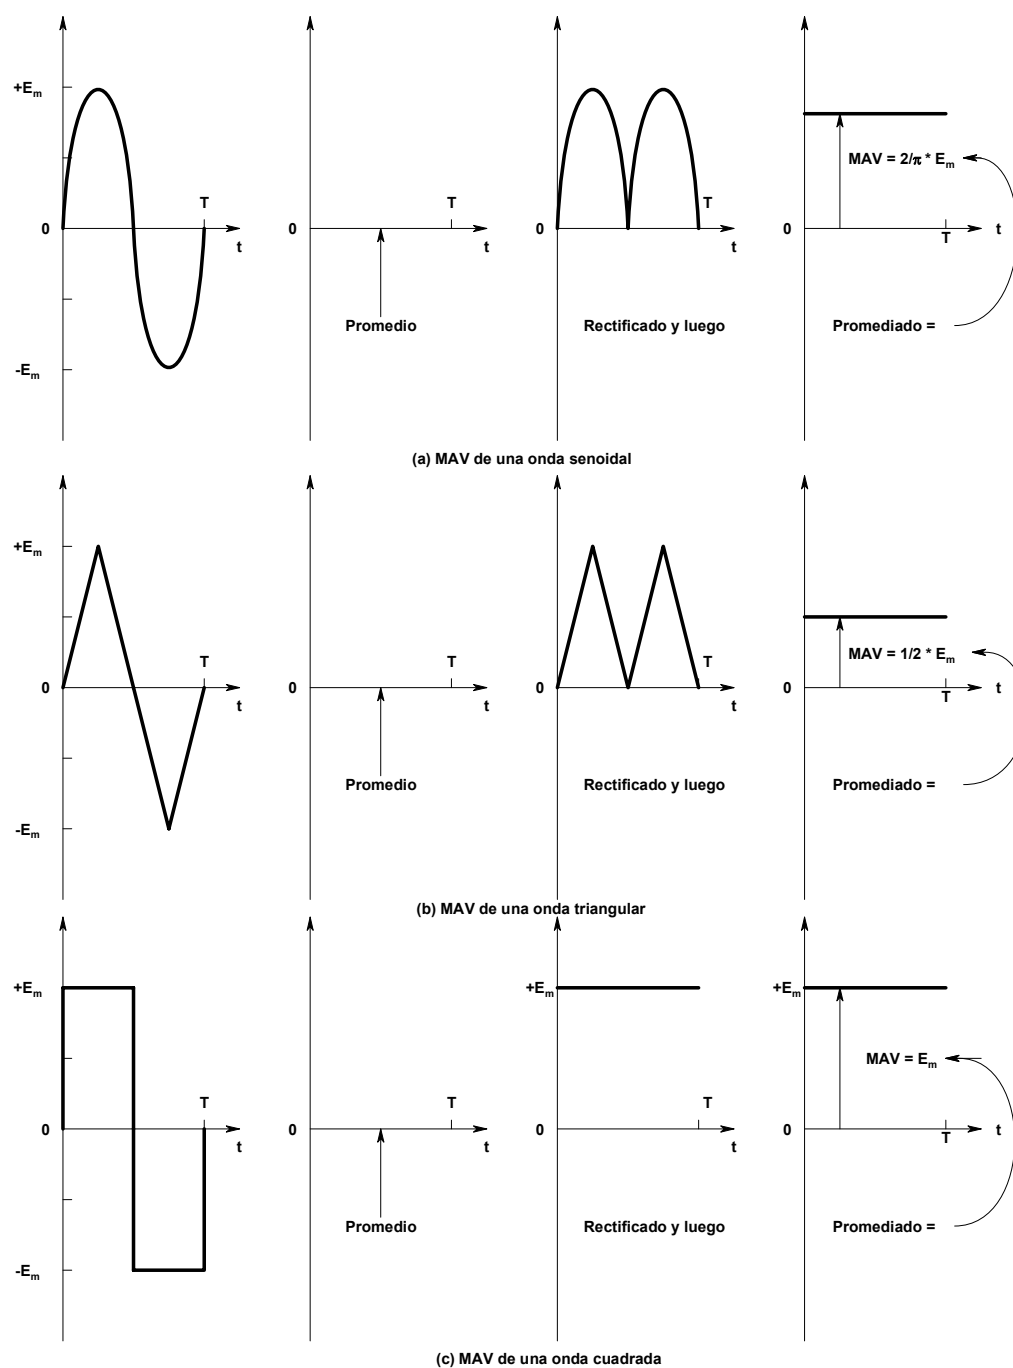 +Em
0
-Em
T
t
0
T
t
Promedio
0
T
t
Rectificado y luego
MAV = 2/π * Em
0
T
t
Promediado =
(a) MAV de una onda senoidal
+Em
0
-Em
T
t
0
T
t
Promedio
0
T
t
Rectificado y luego
MAV = 1/2 * Em
0
T
t
Promediado =
(b) MAV de una onda triangular
+Em
0
-Em
T
t
0
T
t
Promedio
+Em
0
T
t
Rectificado y luego
+Em
MAV = Em
0
T
t
Promediado =
(c) MAV de una onda cuadrada